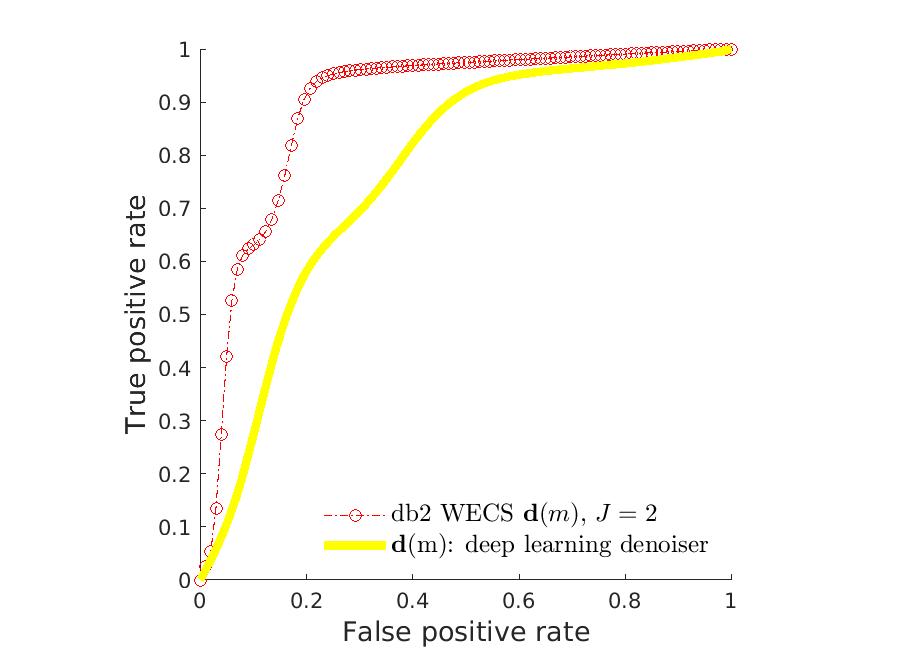 1
0.9
0.8
0.7
0.6
0.5
0.4
0.3
0.2
0.1
0
True positive rate
db2 WECS d(m), J = 2
d(m): deep learning denoiser
0 0.2 0.4 0.6 0.8 1
False positive rate